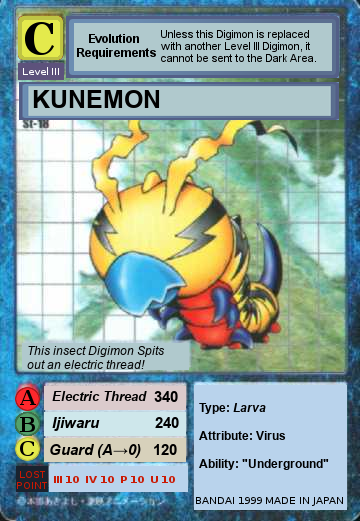 C
Level III
Evolution
Requirements
Unless this Digimon is replaced
with another Level III Digimon, it
cannot be sent to the Dark Area.
KUNEMON
St-18
This insect Digimon Spits
out an electric thread!
A Electric Thread 340
B Ijiwaru 240
C Guard (A→0) 120
LOST
POINT
III 10 IV 10 P 10 U 10
Type: Larva
Attribute: Virus
Ability: "Underground"
BANDAI 1999 MADE IN JAPAN